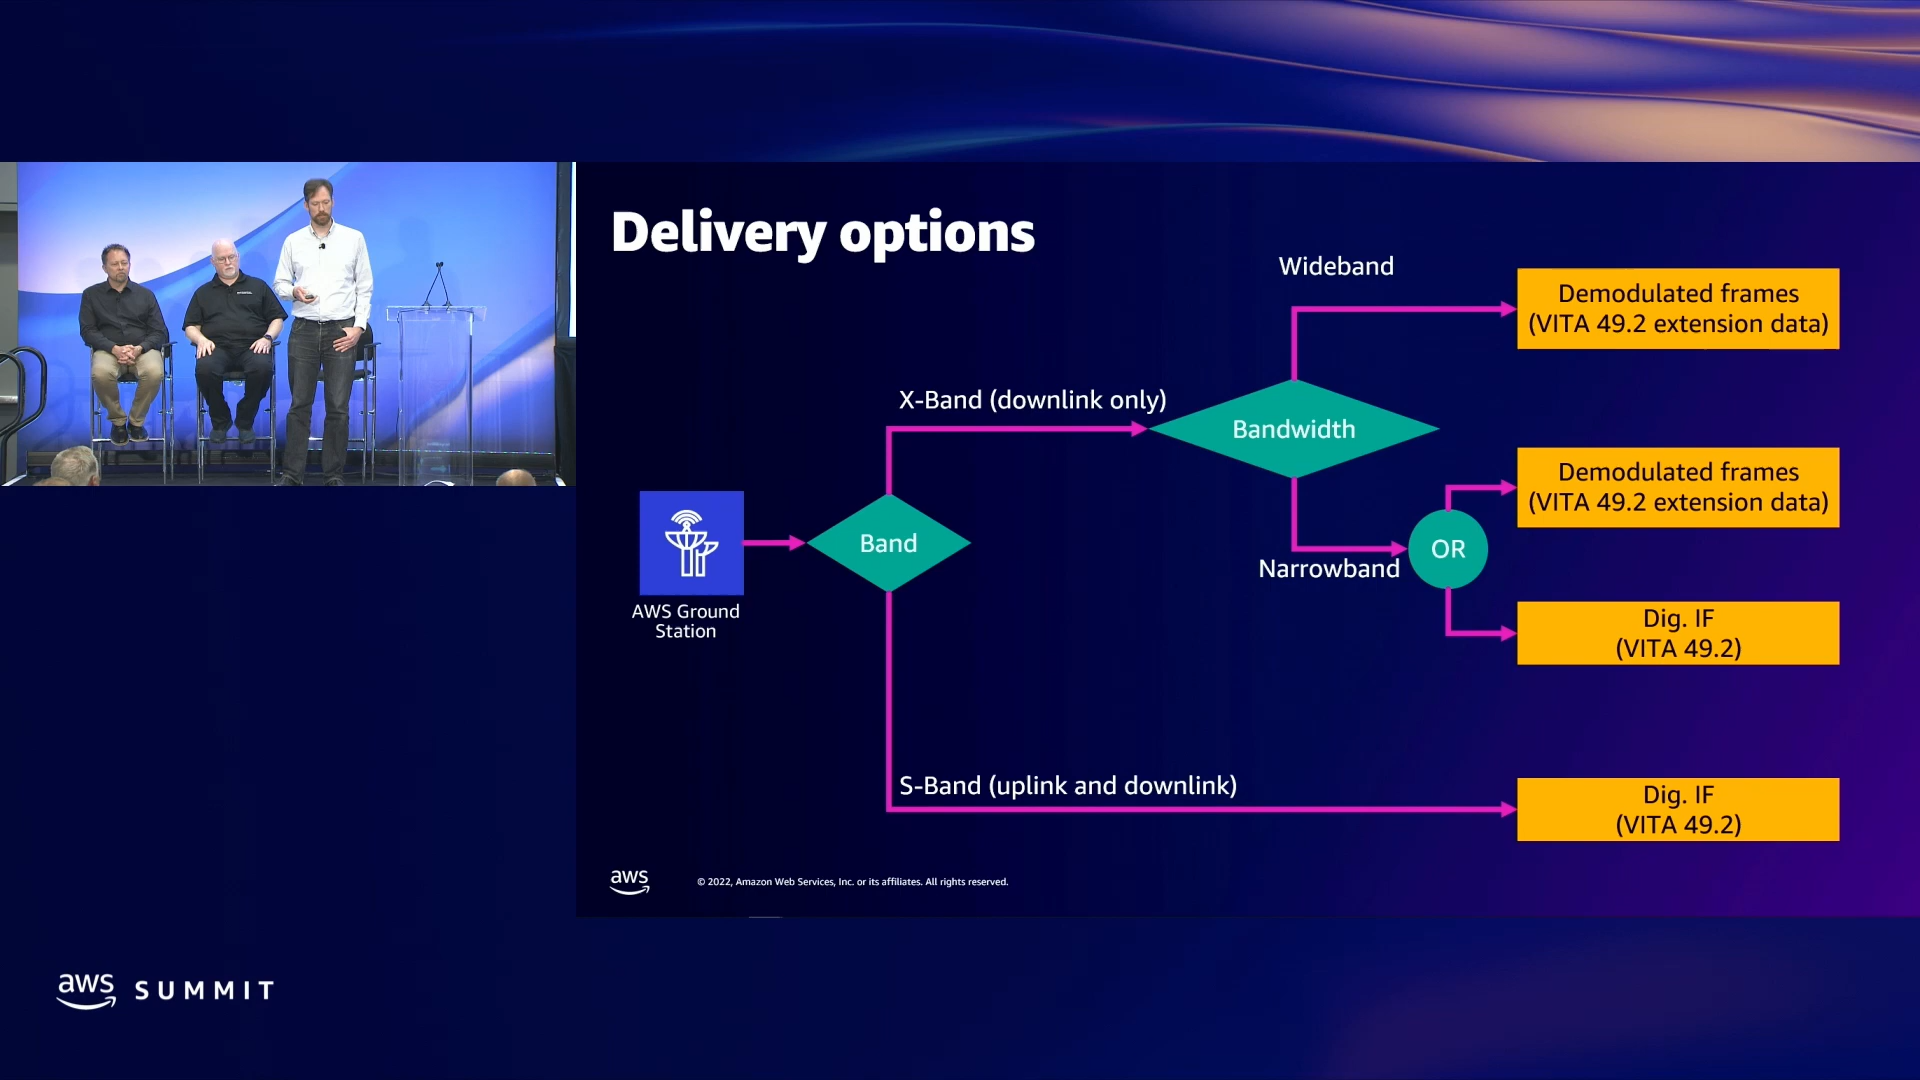 Delivery options
Wideband
Demodulated frames
(VITA 49.2 extension data)
X-Band (downlink only)
Bandwidth
Demodulated frames
(VITA 49.2 extension data)
Band
OR
Narrowband
AWS Ground
Station
Dig. IF
(VITA 49.2)
S-Band (uplink and downlink)
Dig. IF
(VITA 49.2)
aws
© 2022, Amazon Web Services, Inc. or its affiliates. All rights reserved.
aws SUMMIT